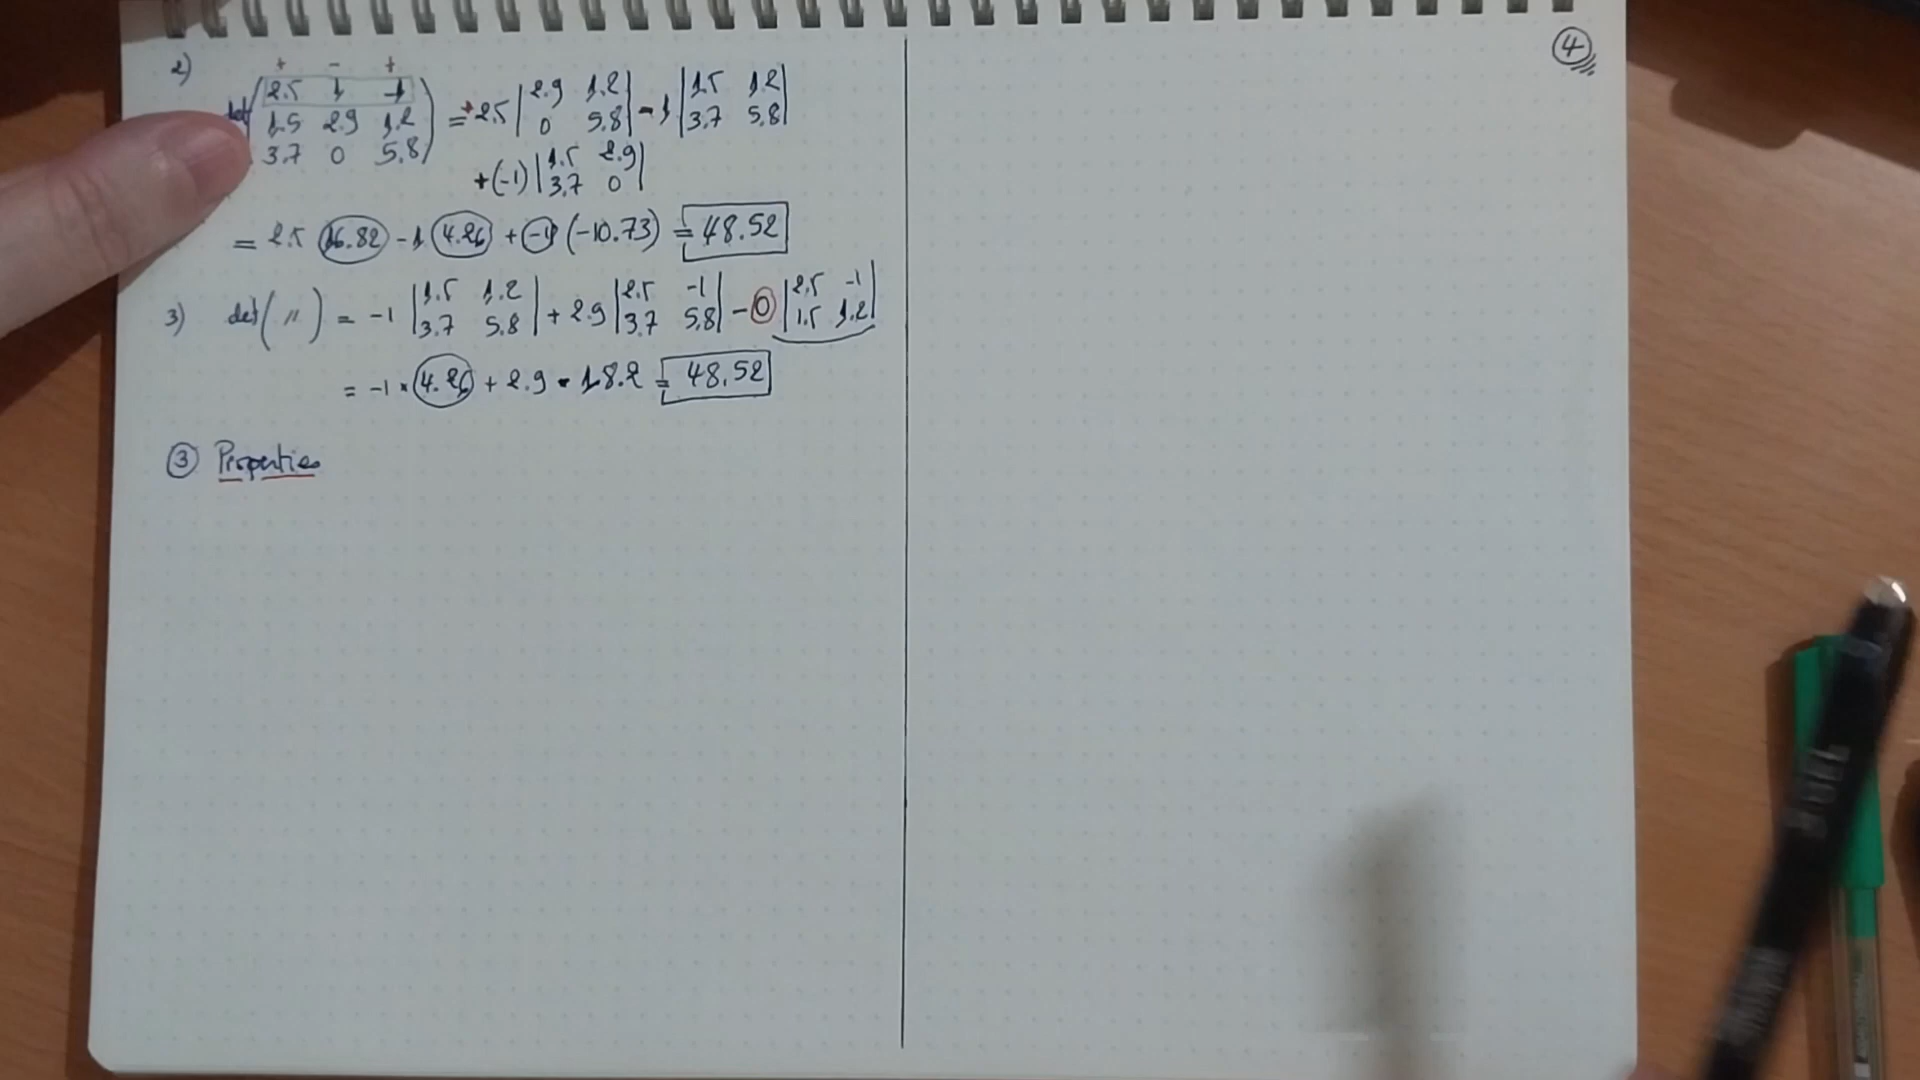 ④
2)
+ - +
det ( 2.5 1 -1
1.5 2.9 1.2
3.7 0 5.8 ) = +2.5 | 2.9 1.2
0 5.8 | - 1 | 1.5 1.2
3.7 5.8 |
+(-1) | 1.5 2.9
3.7 0 |
= 2.5 (16.82) - 1 (4.26) + (-1) (-10.73) = 48.52
3) det( " ) = -1 | 1.5 1.2
3.7 5.8 | + 2.9 | 2.5 -1
3.7 5.8 | - 0 | 2.5 -1
1.5 1.2 |
= -1 * (4.26) + 2.9 * 18.2 = 48.52
③ Properties